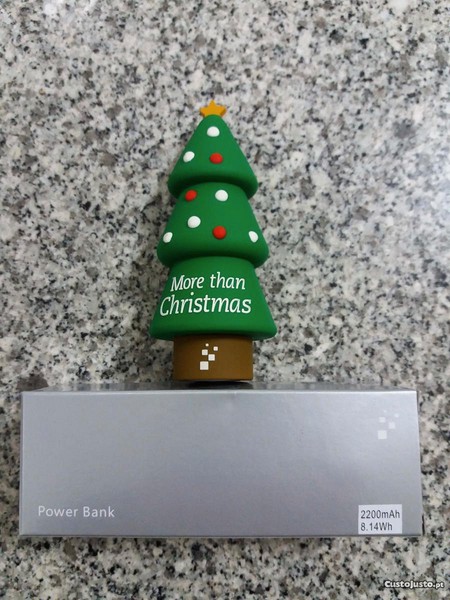 More than
Christmas
Power Bank
2200mAh
8.14Wh
CustoJusto.pt